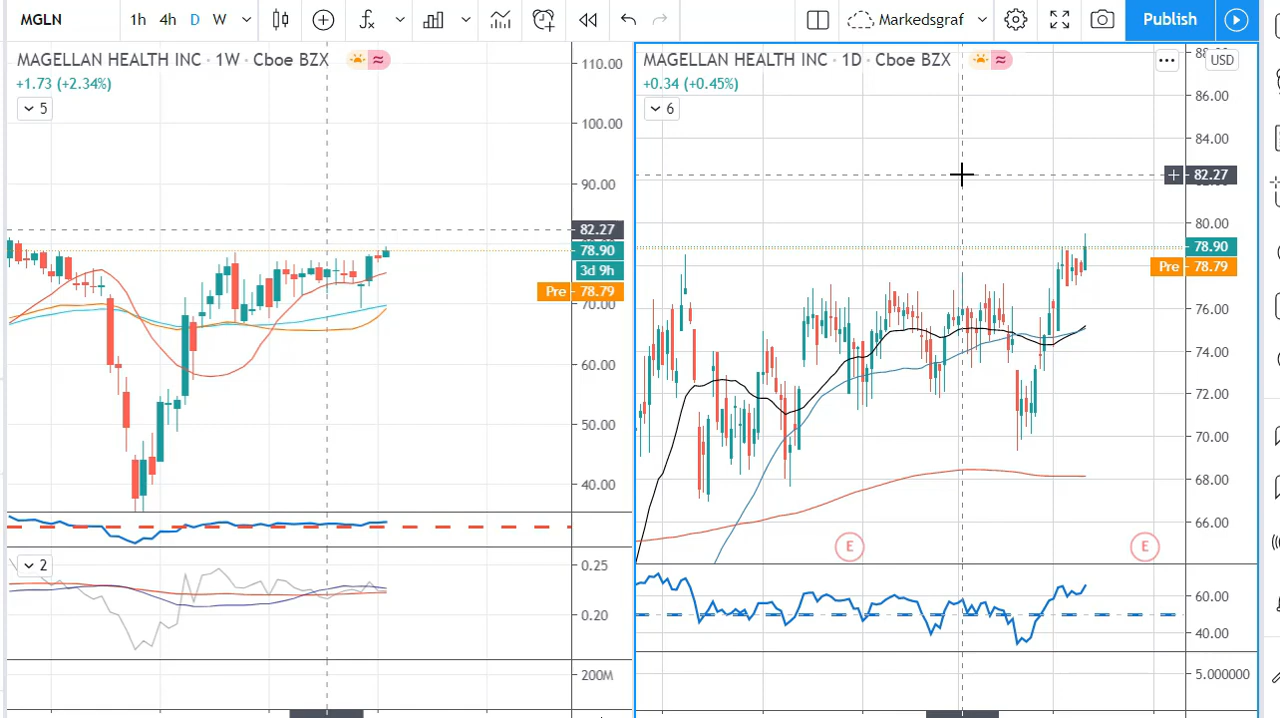 MGLN
1h 4h D W
Markedsgraf
Publish
MAGELLAN HEALTH INC · 1W · Cboe BZX
+1.73 (+2.34%)
5
110.00
100.00
90.00
82.27
78.90
3d 9h
Pre 78.79
70.00
60.00
50.00
40.00
2
0.25
0.20
200M
MAGELLAN HEALTH INC · 1D · Cboe BZX
+0.34 (+0.45%)
6
USD
86.00
84.00
82.27
80.00
78.90
Pre 78.79
76.00
74.00
72.00
70.00
68.00
66.00
E
E
60.00
40.00
5.000000